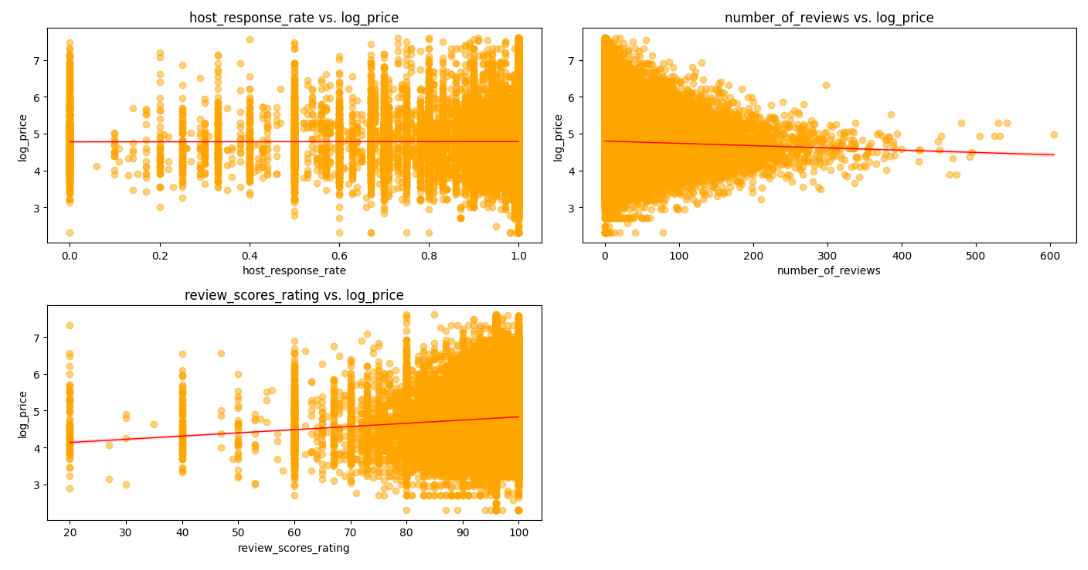 host_response_rate vs. log_price
log_price
7
6
5
4
3
0.0 0.2 0.4 0.6 0.8 1.0
host_response_rate
number_of_reviews vs. log_price
log_price
7
6
5
4
3
0 100 200 300 400 500 600
number_of_reviews
review_scores_rating vs. log_price
log_price
7
6
5
4
3
20 30 40 50 60 70 80 90 100
review_scores_rating